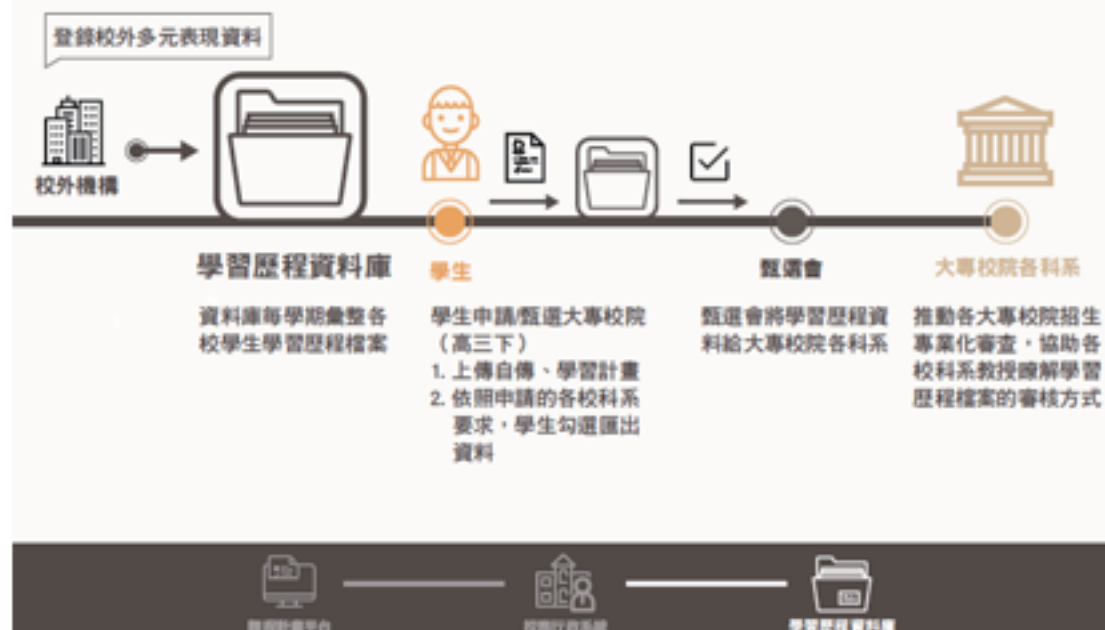 登錄校外多元表現資料
校外機構
學習歷程資料庫
資料庫每學期彙整各
校學生學習歷程檔案
學生
學生申請/甄選大專校院
（高三下）
1. 上傳自傳、學習計畫
2. 依照申請的各校科系
要求，學生勾選匯出
資料
甄選會
甄選會將學習歷程資
料給大專校院各科系
大專校院各科系
推動各大專校院招生
專業化審查，協助各
校科系教授瞭解學習
歷程檔案的審核方式
學習歷程資料庫